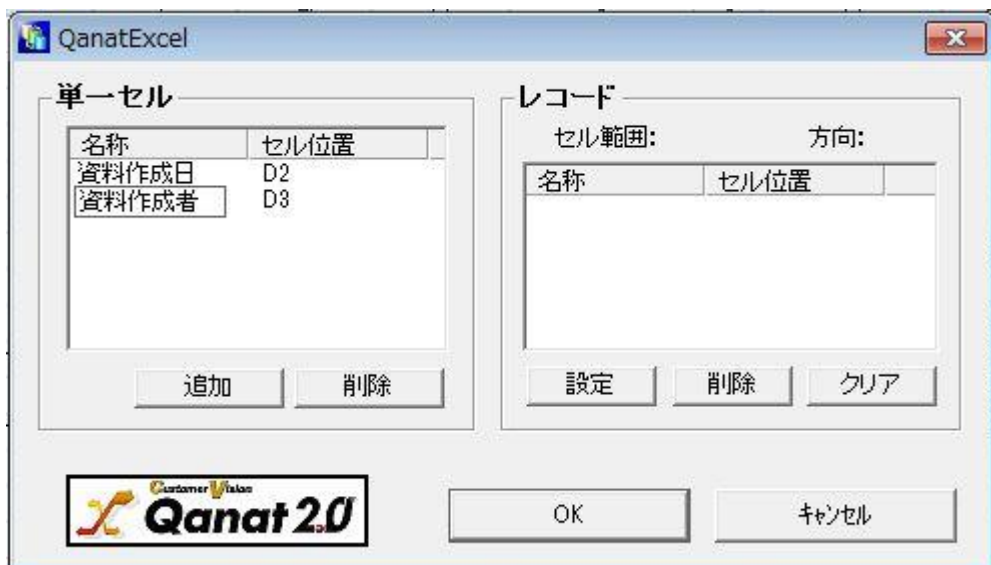 QanatExcel
単一セル
名称 セル位置
資料作成日 D2
資料作成者 D3
追加 削除
レコード
セル範囲: 方向:
名称 セル位置
設定 削除 クリア
Customer Vision
Qanat 2.0
OK キャンセル